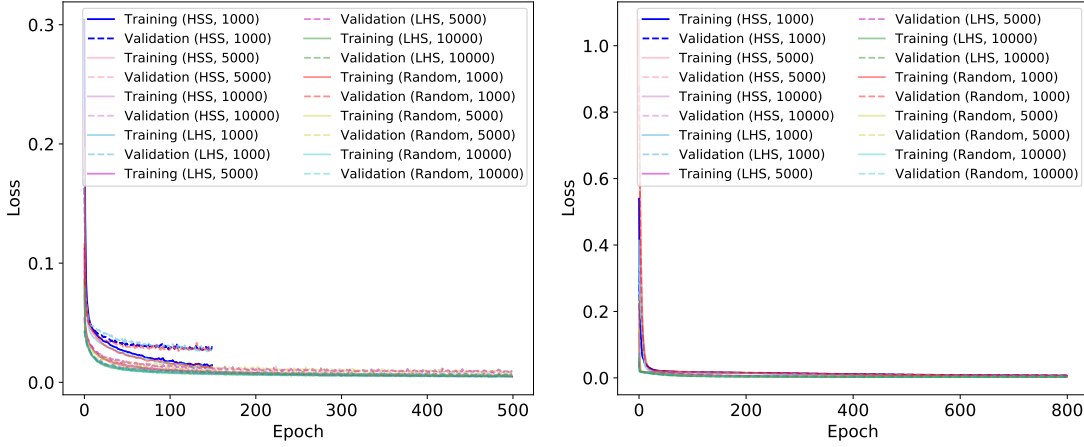 0.3
0.2
0.1
0.0
Loss
0
100
200
300
400
500
Epoch
Training (HSS, 1000)
Validation (HSS, 1000)
Training (HSS, 5000)
Validation (HSS, 5000)
Training (HSS, 10000)
Validation (HSS, 10000)
Training (LHS, 1000)
Validation (LHS, 1000)
Training (LHS, 5000)
Validation (LHS, 5000)
Training (LHS, 10000)
Validation (LHS, 10000)
Training (Random, 1000)
Validation (Random, 1000)
Training (Random, 5000)
Validation (Random, 5000)
Training (Random, 10000)
Validation (Random, 10000)
1.0
0.8
0.6
0.4
0.2
0.0
Loss
0
200
400
600
800
Epoch
Training (HSS, 1000)
Validation (HSS, 1000)
Training (HSS, 5000)
Validation (HSS, 5000)
Training (HSS, 10000)
Validation (HSS, 10000)
Training (LHS, 1000)
Validation (LHS, 1000)
Training (LHS, 5000)
Validation (LHS, 5000)
Training (LHS, 10000)
Validation (LHS, 10000)
Training (Random, 1000)
Validation (Random, 1000)
Training (Random, 5000)
Validation (Random, 5000)
Training (Random, 10000)
Validation (Random, 10000)